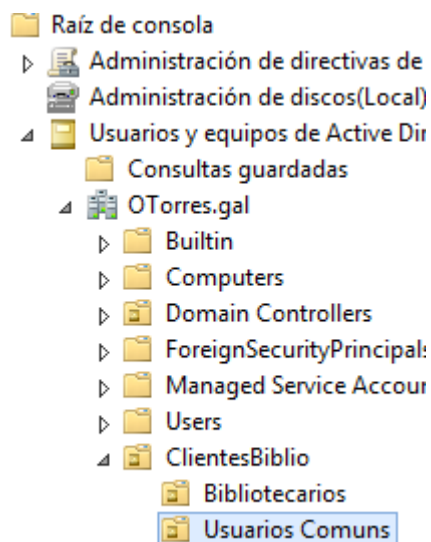 Raíz de consola
Administración de directivas de
Administración de discos(Local)
Usuarios y equipos de Active Dir
Consultas guardadas
OTorres.gal
Builtin
Computers
Domain Controllers
ForeignSecurityPrincipals
Managed Service Accoun
Users
ClientesBiblio
Bibliotecarios
Usuarios Comuns